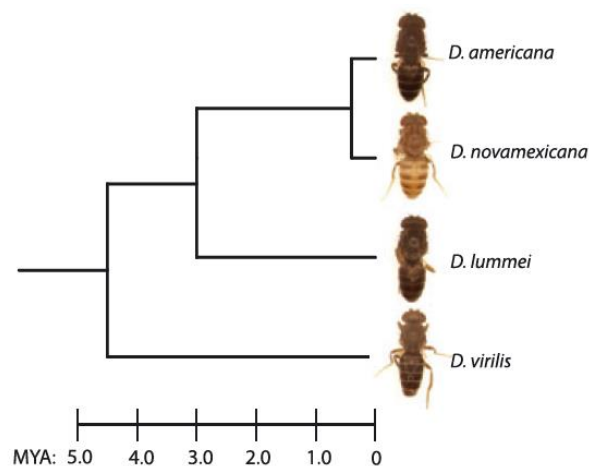 D. americana
D. novamexicana
D. lummei
D. virilis
MYA: 5.0 4.0 3.0 2.0 1.0 0